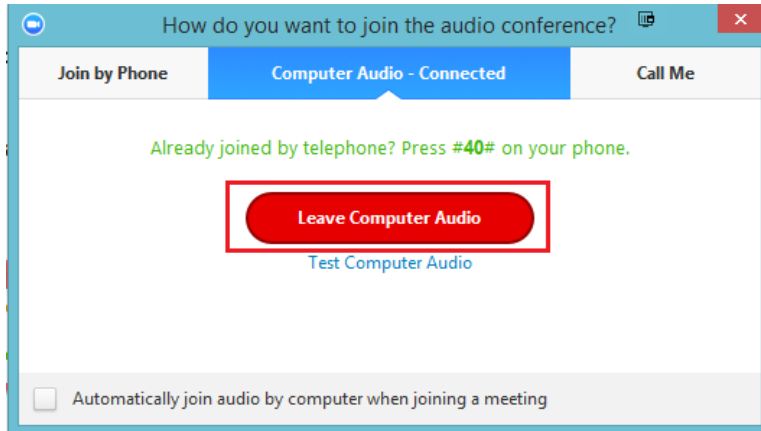 How do you want to join the audio conference?
Join by Phone
Computer Audio - Connected
Call Me
Already joined by telephone? Press #40# on your phone.
Leave Computer Audio
Test Computer Audio
Automatically join audio by computer when joining a meeting